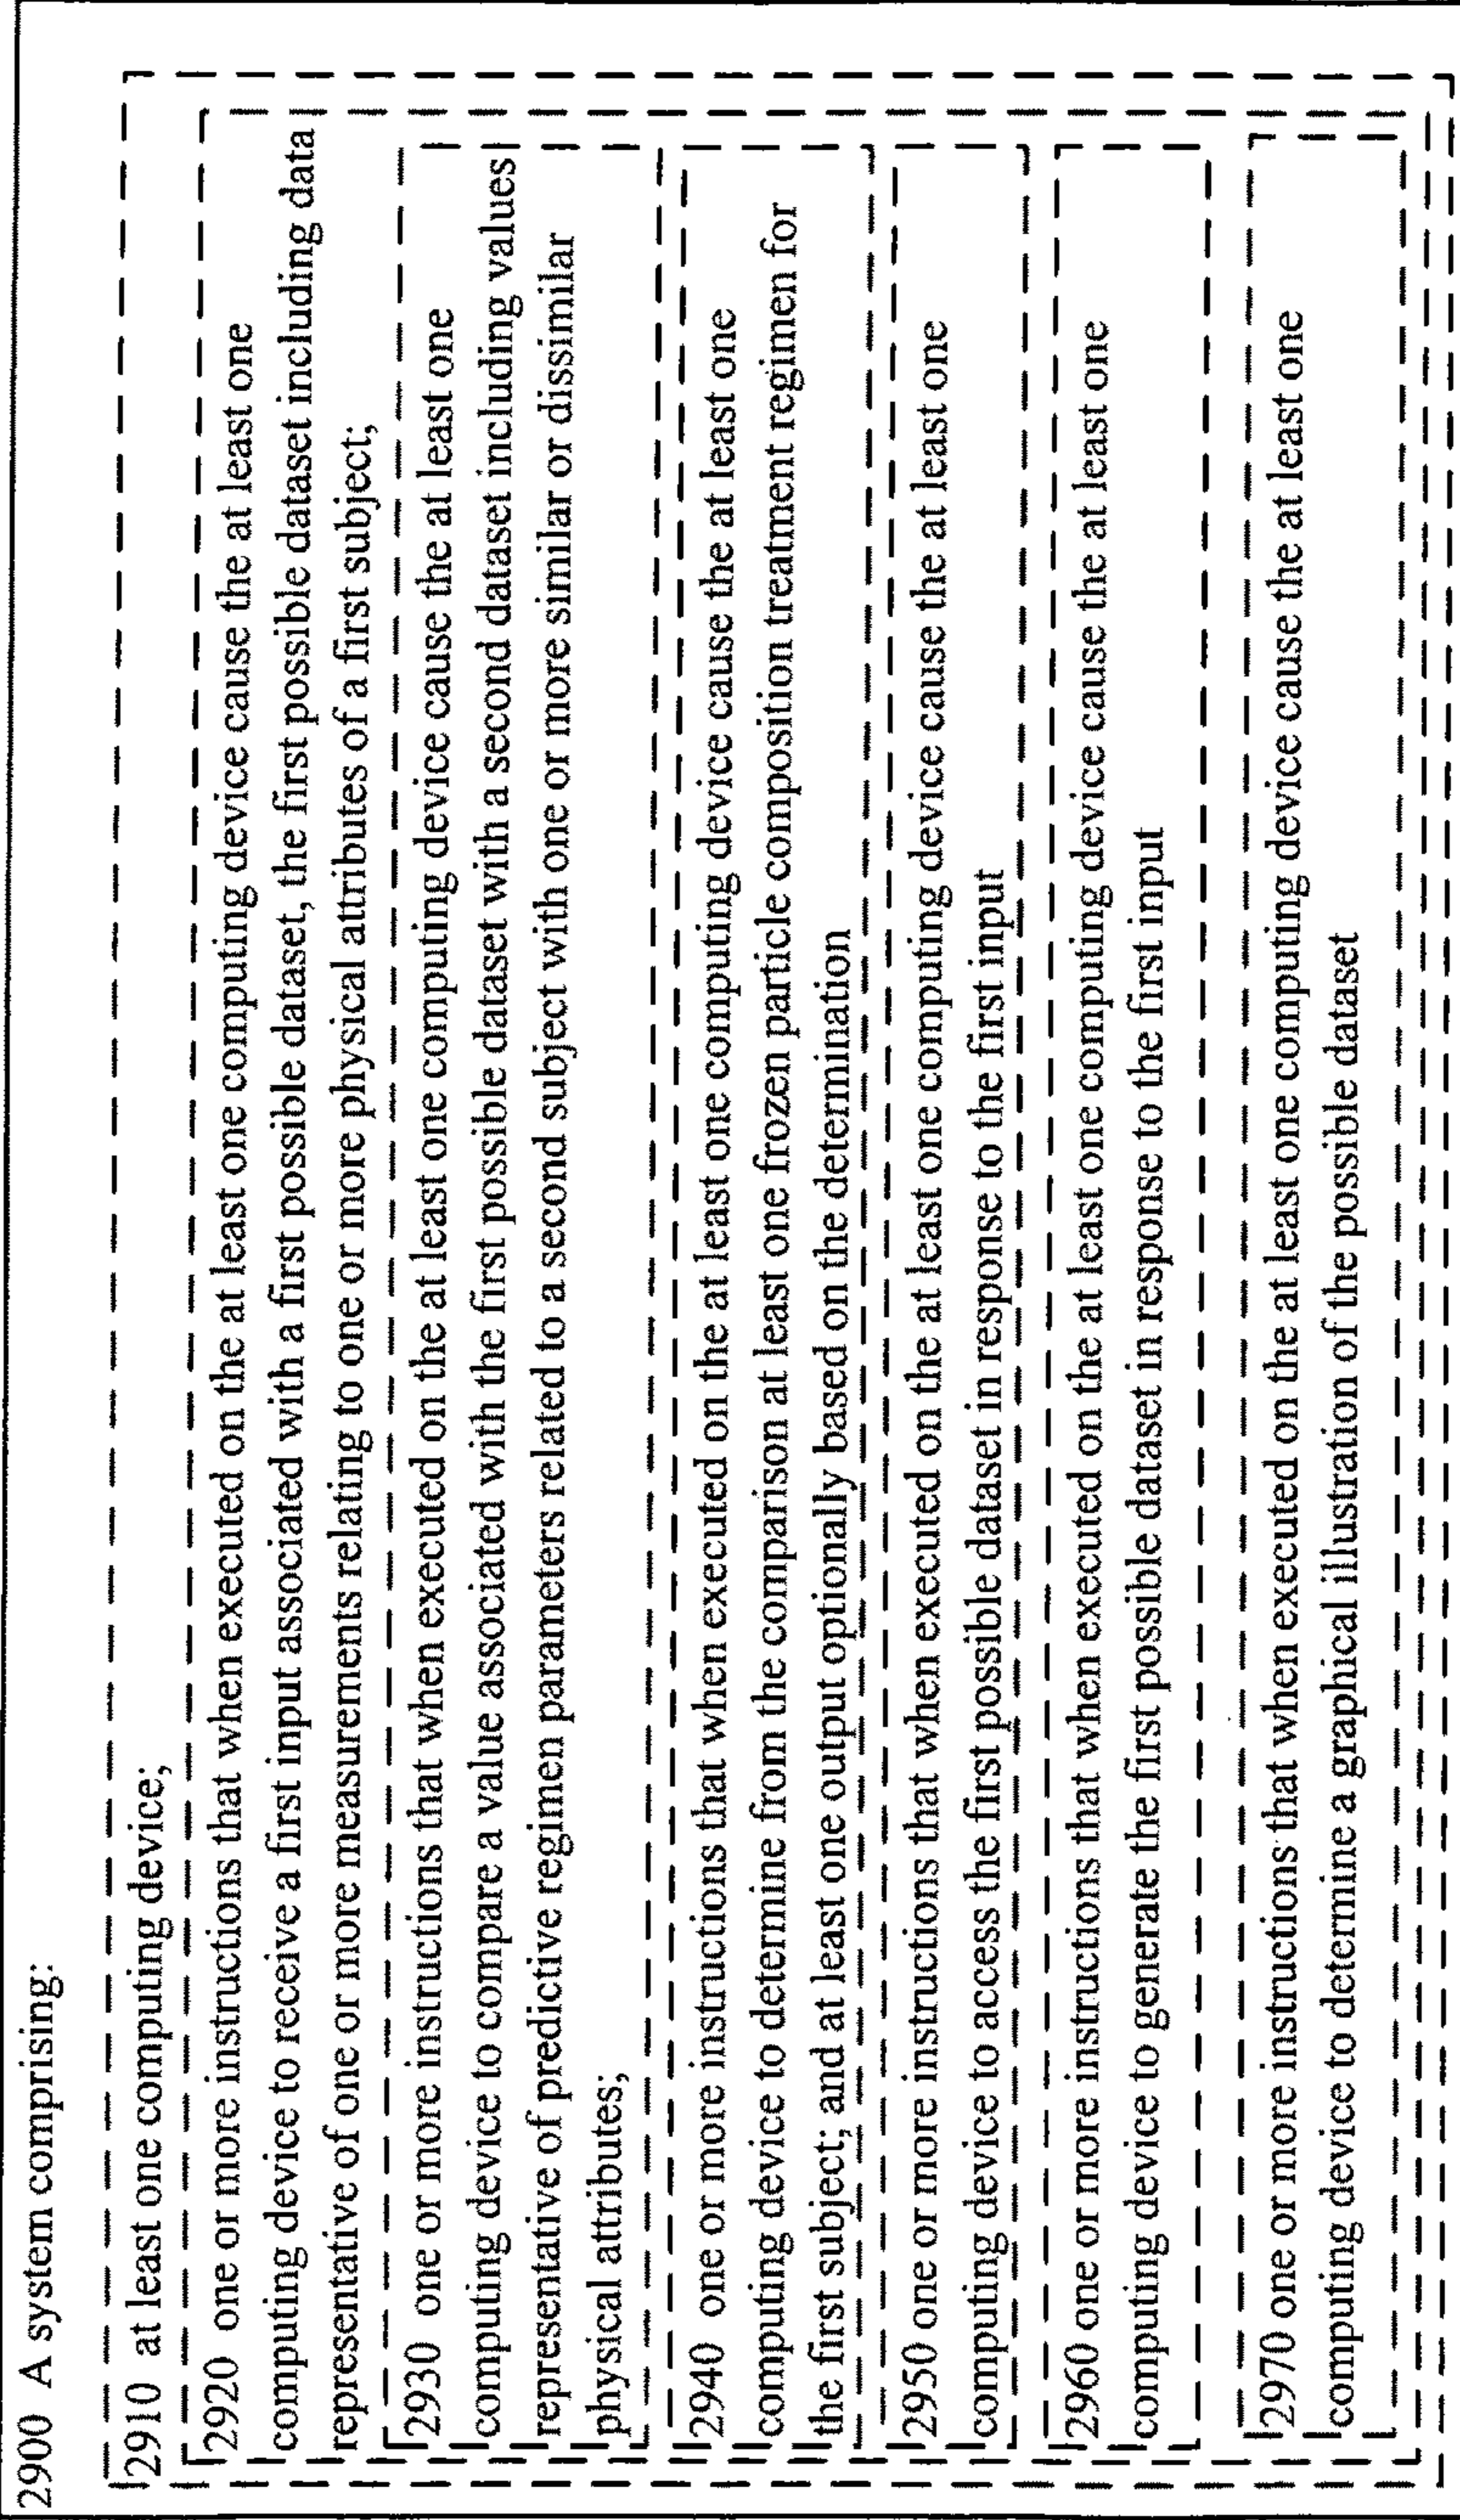 2900 A system comprising:
2910 at least one computing device;
2920 one or more instructions that when executed on the at least one computing device cause the at least one
computing device to receive a first input associated with a first possible dataset, the first possible dataset including data
representative of one or more measurements relating to one or more physical attributes of a first subject;
2930 one or more instructions that when executed on the at least one computing device cause the at least one
computing device to compare a value associated with the first possible dataset with a second dataset including values
representative of predictive regimen parameters related to a second subject with one or more similar or dissimilar
physical attributes;
2940 one or more instructions that when executed on the at least one computing device cause the at least one
computing device to determine from the comparison at least one frozen particle composition treatment regimen for
the first subject; and at least one output optionally based on the determination
2950 one or more instructions that when executed on the at least one computing device cause the at least one
computing device to access the first possible dataset in response to the first input
2960 one or more instructions that when executed on the at least one computing device cause the at least one
computing device to generate the first possible dataset in response to the first input
2970 one or more instructions that when executed on the at least one computing device cause the at least one
computing device to determine a graphical illustration of the possible dataset